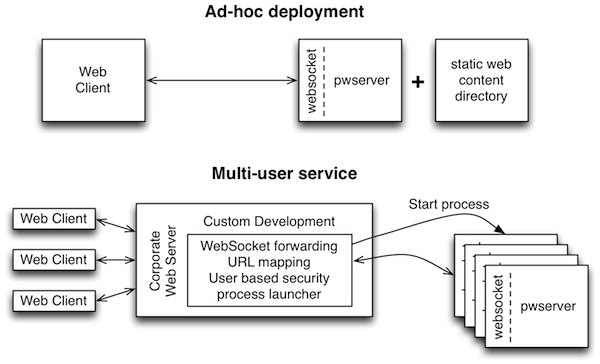 Ad-hoc deployment
Web
Client
websocket
pwserver
+
static web
content
directory
Multi-user service
Web Client
Web Client
Web Client
Corporate
Web Server
Custom Development
WebSocket forwarding
URL mapping
User based security
process launcher
Start process
websocket
pwserver